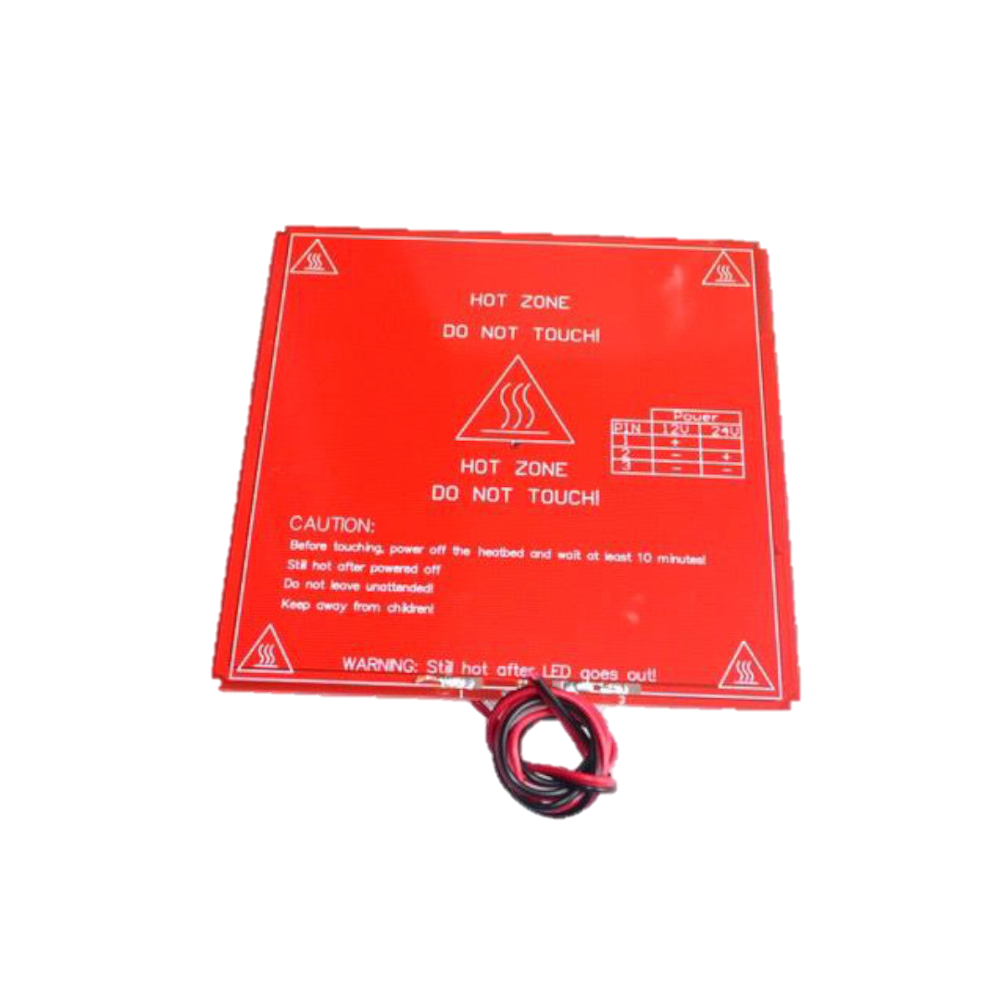 HOT ZONE
DO NOT TOUCH!
Power
PIN 12V 24V
1 +
2 - +
3 - -
HOT ZONE
DO NOT TOUCH!
CAUTION:
Before touching, power off the heatbed and wait at least 10 minutes!
Still hot after powered off
Do not leave unattended!
Keep away from children!
WARNING: Still hot after LED goes out!
1
3